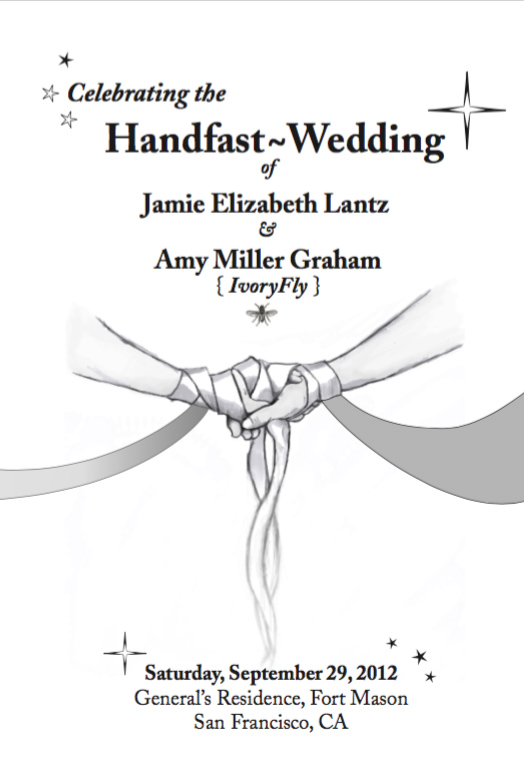 Celebrating the
Handfast~Wedding
of
Jamie Elizabeth Lantz
&
Amy Miller Graham
{ IvoryFly }
Saturday, September 29, 2012
General’s Residence, Fort Mason
San Francisco, CA